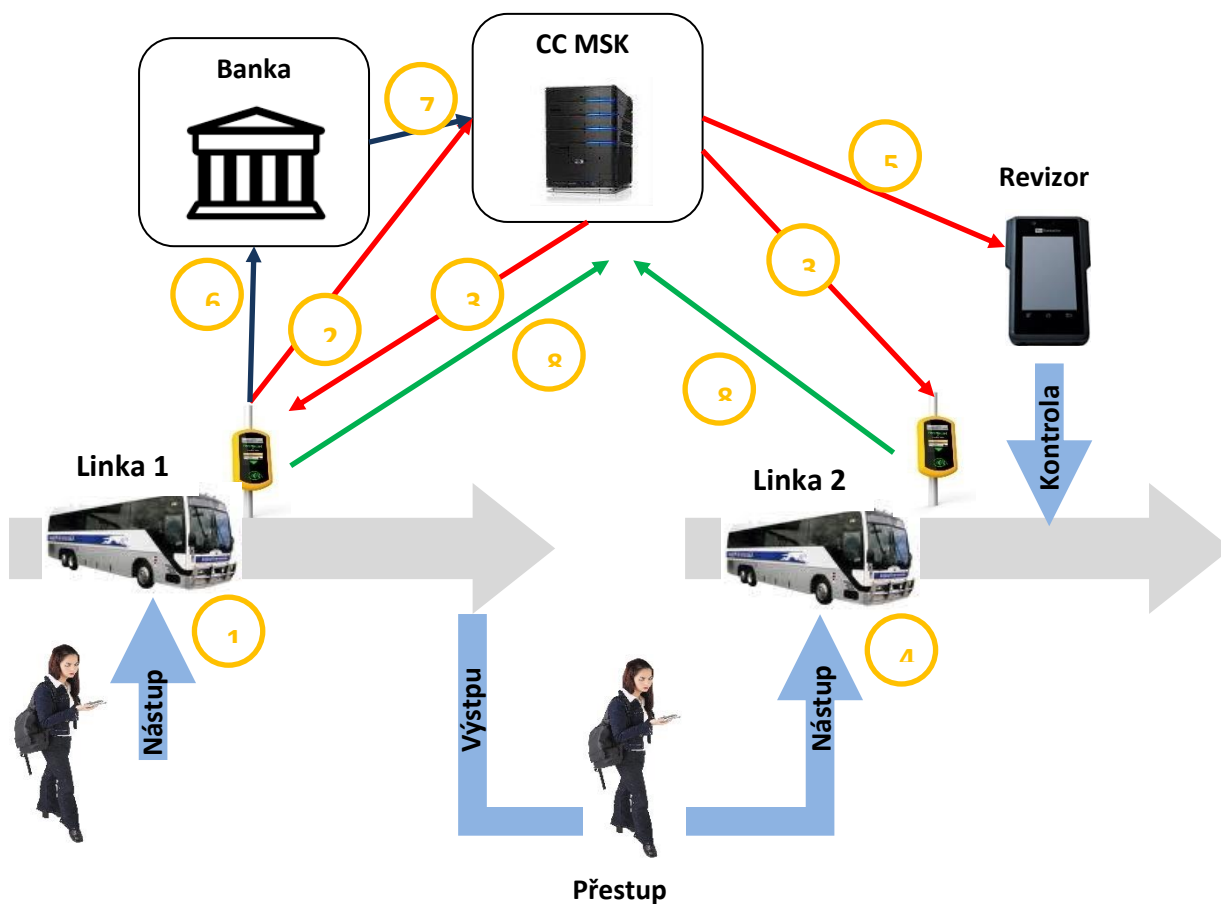 CC MSK
Banka
7
5
Revizor
6
2
3
3
8
8
Kontrola
Linka 1
Linka 2
1
4
Nástup
Výstpu
Nástup
Přestup